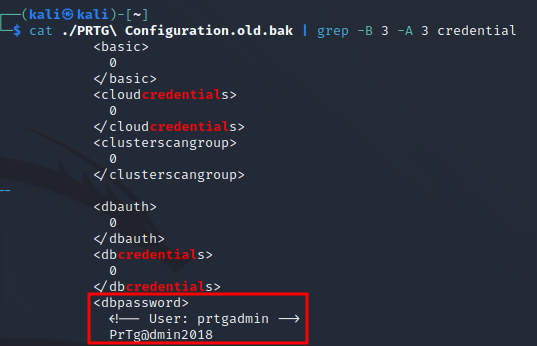 ┌──(kali㉿kali)-[~]
└─$ cat ./PRTG\ Configuration.old.bak | grep -B 3 -A 3 credential
<basic>
0
</basic>
<cloudcredentials>
0
</cloudcredentials>
<clusterscangroup>
0
</clusterscangroup>
--
<dbauth>
0
</dbauth>
<dbcredentials>
0
</dbcredentials>
<dbpassword>
<!-- User: prtgadmin -->
PrTg@dmin2018